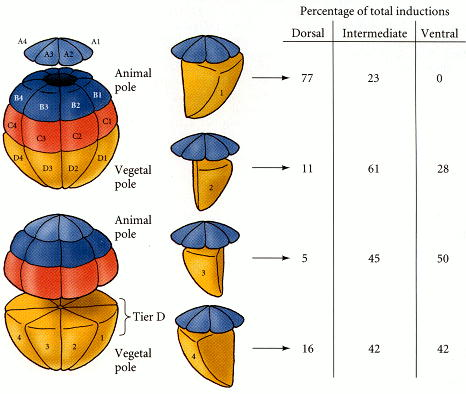 Percentage of total inductions
Dorsal Intermediate Ventral
A4 A3 A2 A1
Animal
pole
B4 B3 B2 B1
C4 C3 C2 C1
D4 D3 D2 D1
Vegetal
pole
1 77 23 0
2 11 61 28
Animal
pole
3 5 45 50
Tier D
4 3 2 1
Vegetal
pole
4 16 42 42